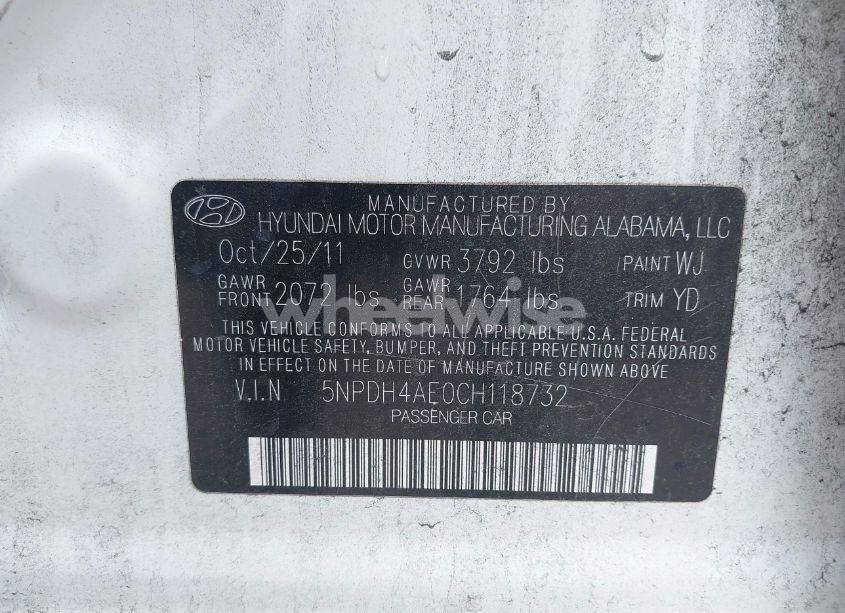 MANUFACTURED BY
HYUNDAI MOTOR MANUFACTURING ALABAMA, LLC
Oct/25/11 GVWR 3792 lbs PAINT WJ
GAWR FRONT 2072 lbs GAWR REAR 1764 lbs TRIM YD
wheelwise
THIS VEHICLE CONFORMS TO ALL APPLICABLE U.S.A. FEDERAL
MOTOR VEHICLE SAFETY, BUMPER, AND THEFT PREVENTION STANDARDS
IN EFFECT ON THE DATE OF MANUFACTURE SHOWN ABOVE
V.I.N 5NPDH4AE0CH118732
PASSENGER CAR